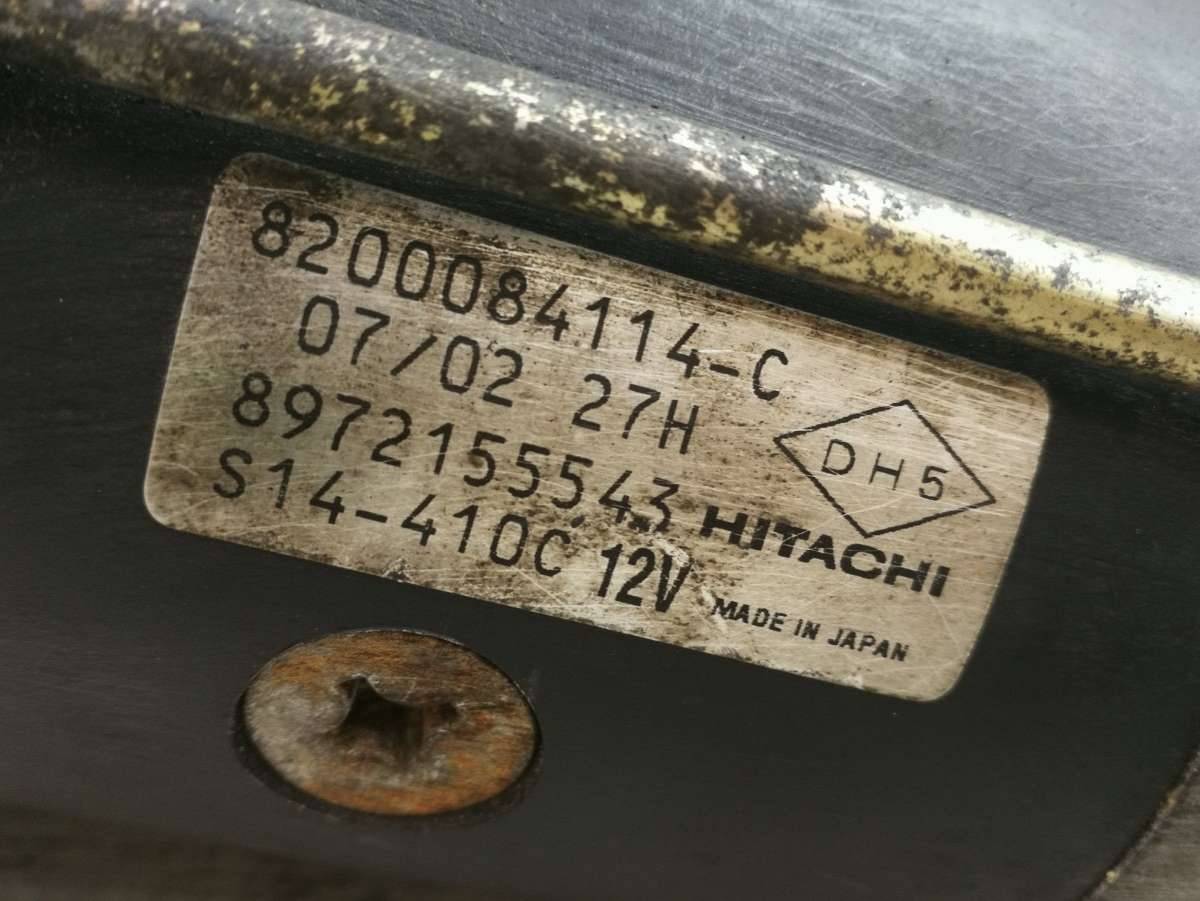 8200084114-C
07/02 27H
DH5
8972155543
HITACHI
S14-410C 12V
MADE IN JAPAN